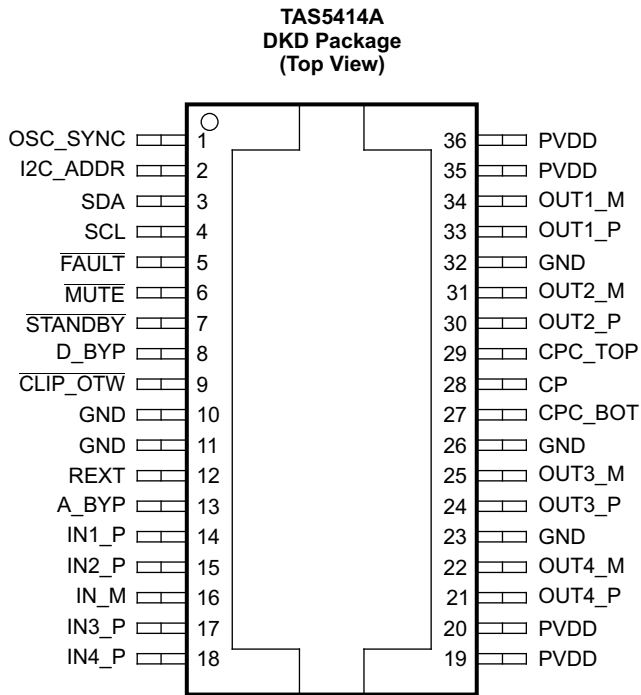 TAS5414A
DKD Package
(Top View)
OSC_SYNC 1 36 PVDD
I2C_ADDR 2 35 PVDD
SDA 3 34 OUT1_M
SCL 4 33 OUT1_P
FAULT 5 32 GND
MUTE 6 31 OUT2_M
STANDBY 7 30 OUT2_P
D_BYP 8 29 CPC_TOP
CLIP_OTW 9 28 CP
GND 10 27 CPC_BOT
GND 11 26 GND
REXT 12 25 OUT3_M
A_BYP 13 24 OUT3_P
IN1_P 14 23 GND
IN2_P 15 22 OUT4_M
IN_M 16 21 OUT4_P
IN3_P 17 20 PVDD
IN4_P 18 19 PVDD